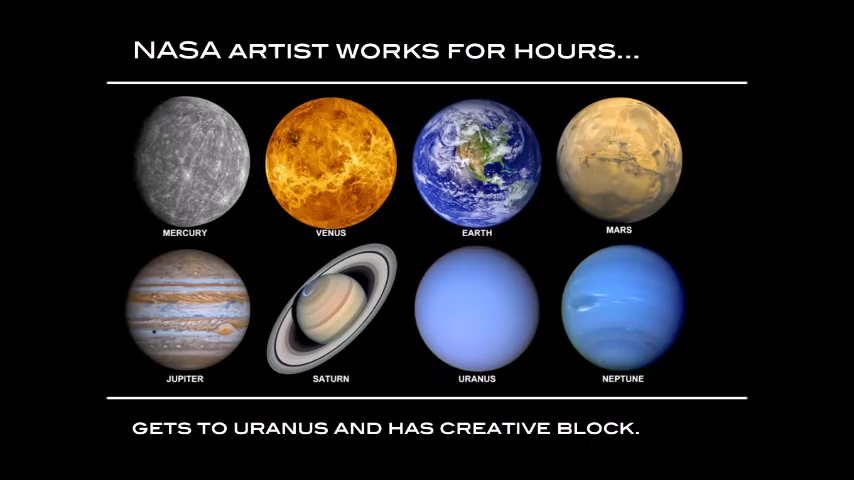 NASA ARTIST WORKS FOR HOURS...
MERCURY VENUS EARTH MARS
JUPITER SATURN URANUS NEPTUNE
GETS TO URANUS AND HAS CREATIVE BLOCK.